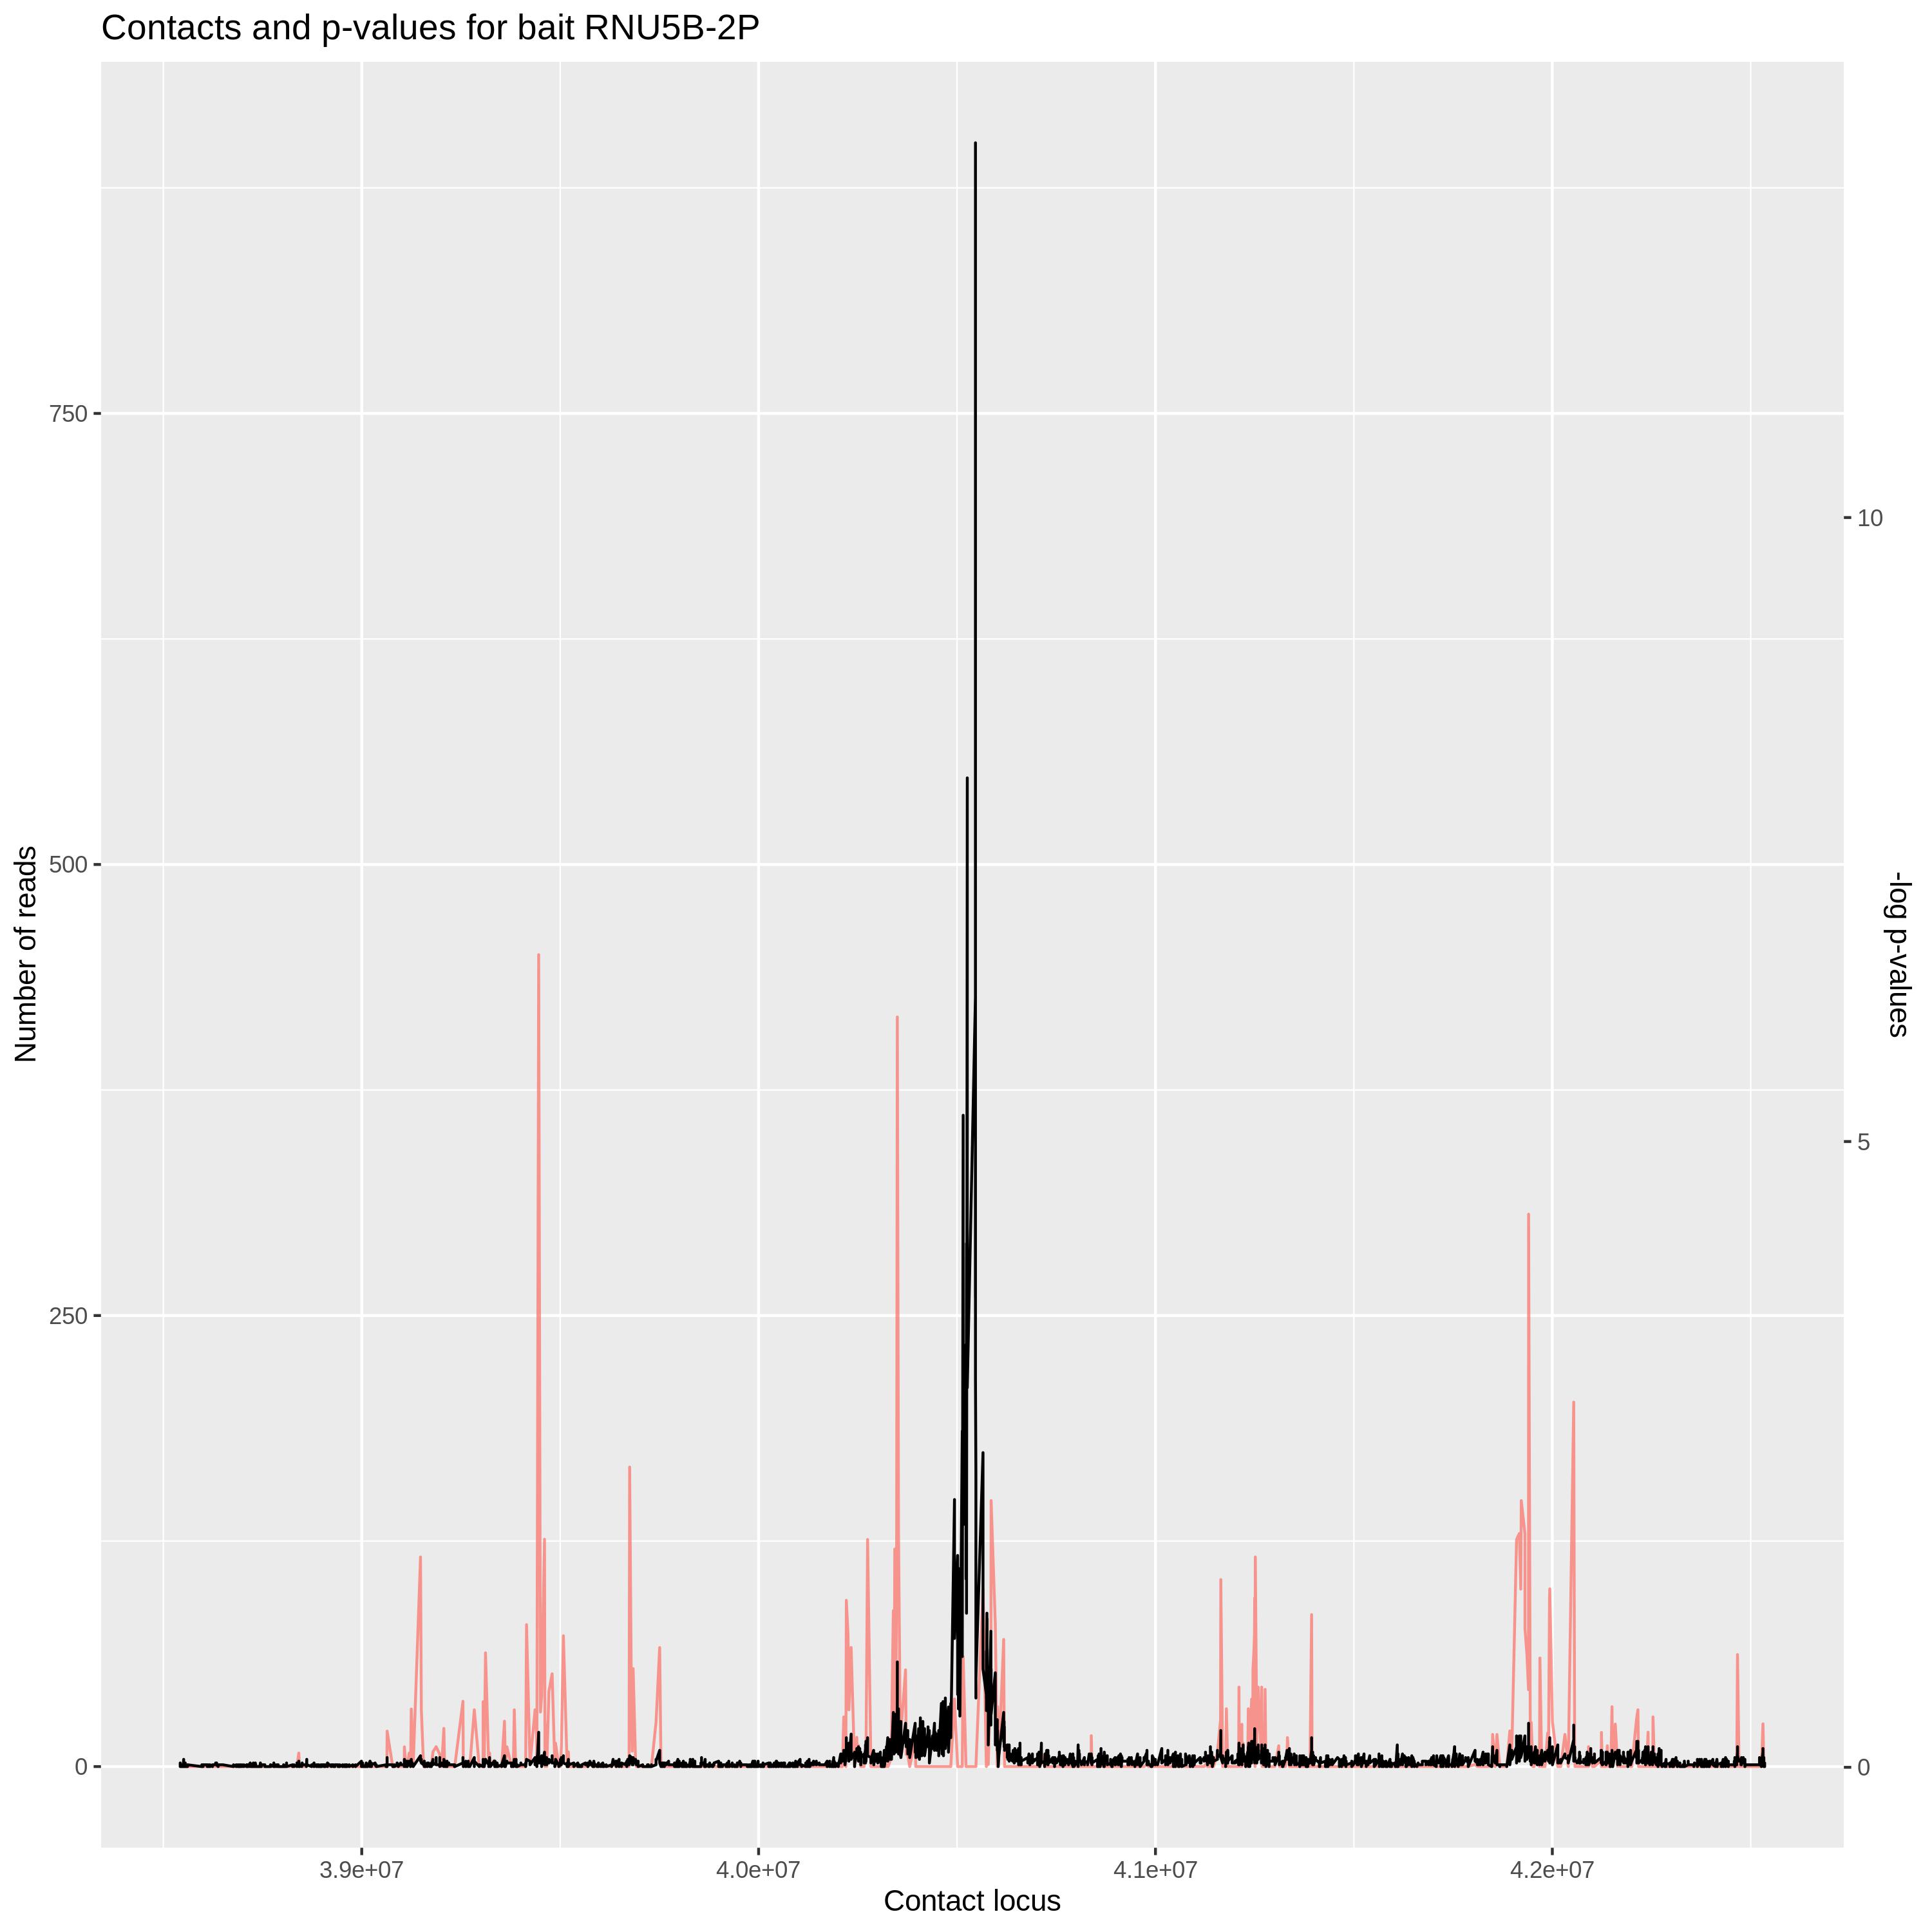 Contacts and p-values for bait RNU5B-2P
Number of reads
750
500
250
0
10
5
0
-log p-values
3.9e+07
4.0e+07
4.1e+07
4.2e+07
Contact locus